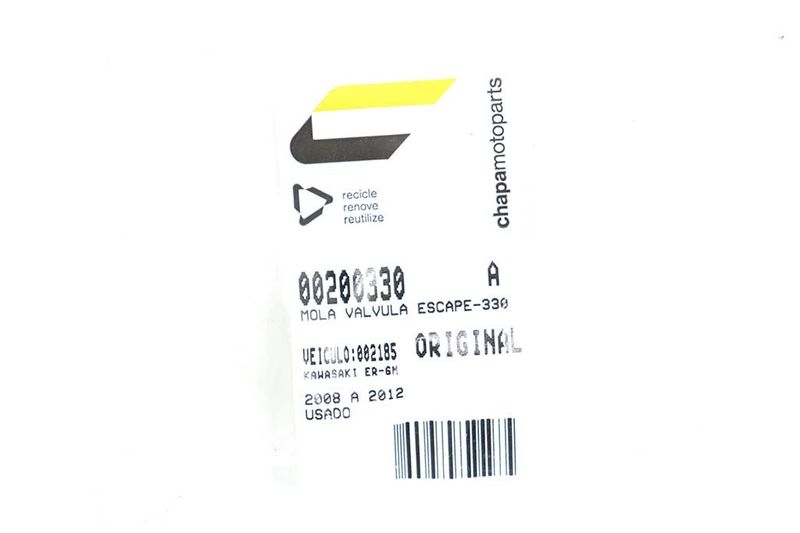 chapamotoparts
recicle
renove
reutilize
00200330 A
MOLA VALVULA ESCAPE-330
VEICULO:002185 ORIGINAL
KAWASAKI ER-6N
2008 A 2012
USADO